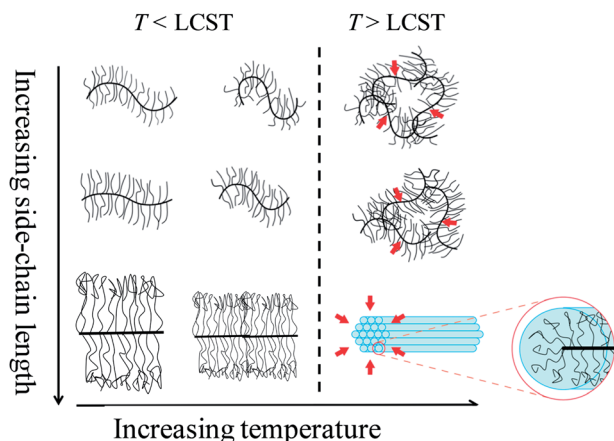 T < LCST
T > LCST
Increasing side-chain length
Increasing temperature